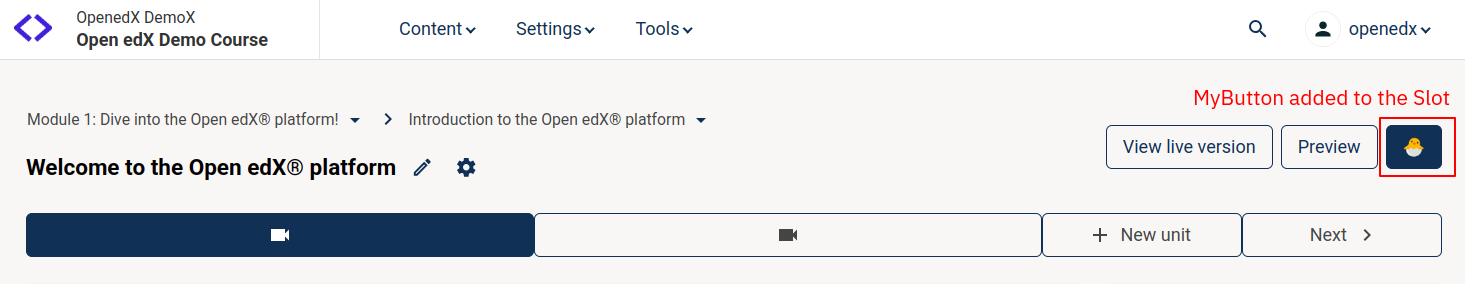 OpenedX DemoX
Open edX Demo Course
Content
Settings
Tools
openedx
MyButton added to the Slot
Module 1: Dive into the Open edX® platform!
Introduction to the Open edX® platform
View live version
Preview
Welcome to the Open edX® platform
New unit
Next